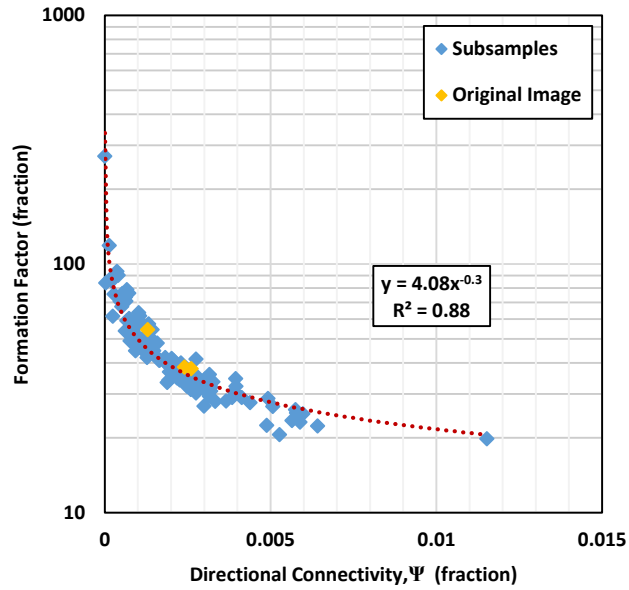 1000
Subsamples
Original Image
100
y = 4.08x^-0.3
R² = 0.88
10
0
0.005
0.01
0.015
Formation Factor (fraction)
Directional Connectivity,Ψ (fraction)